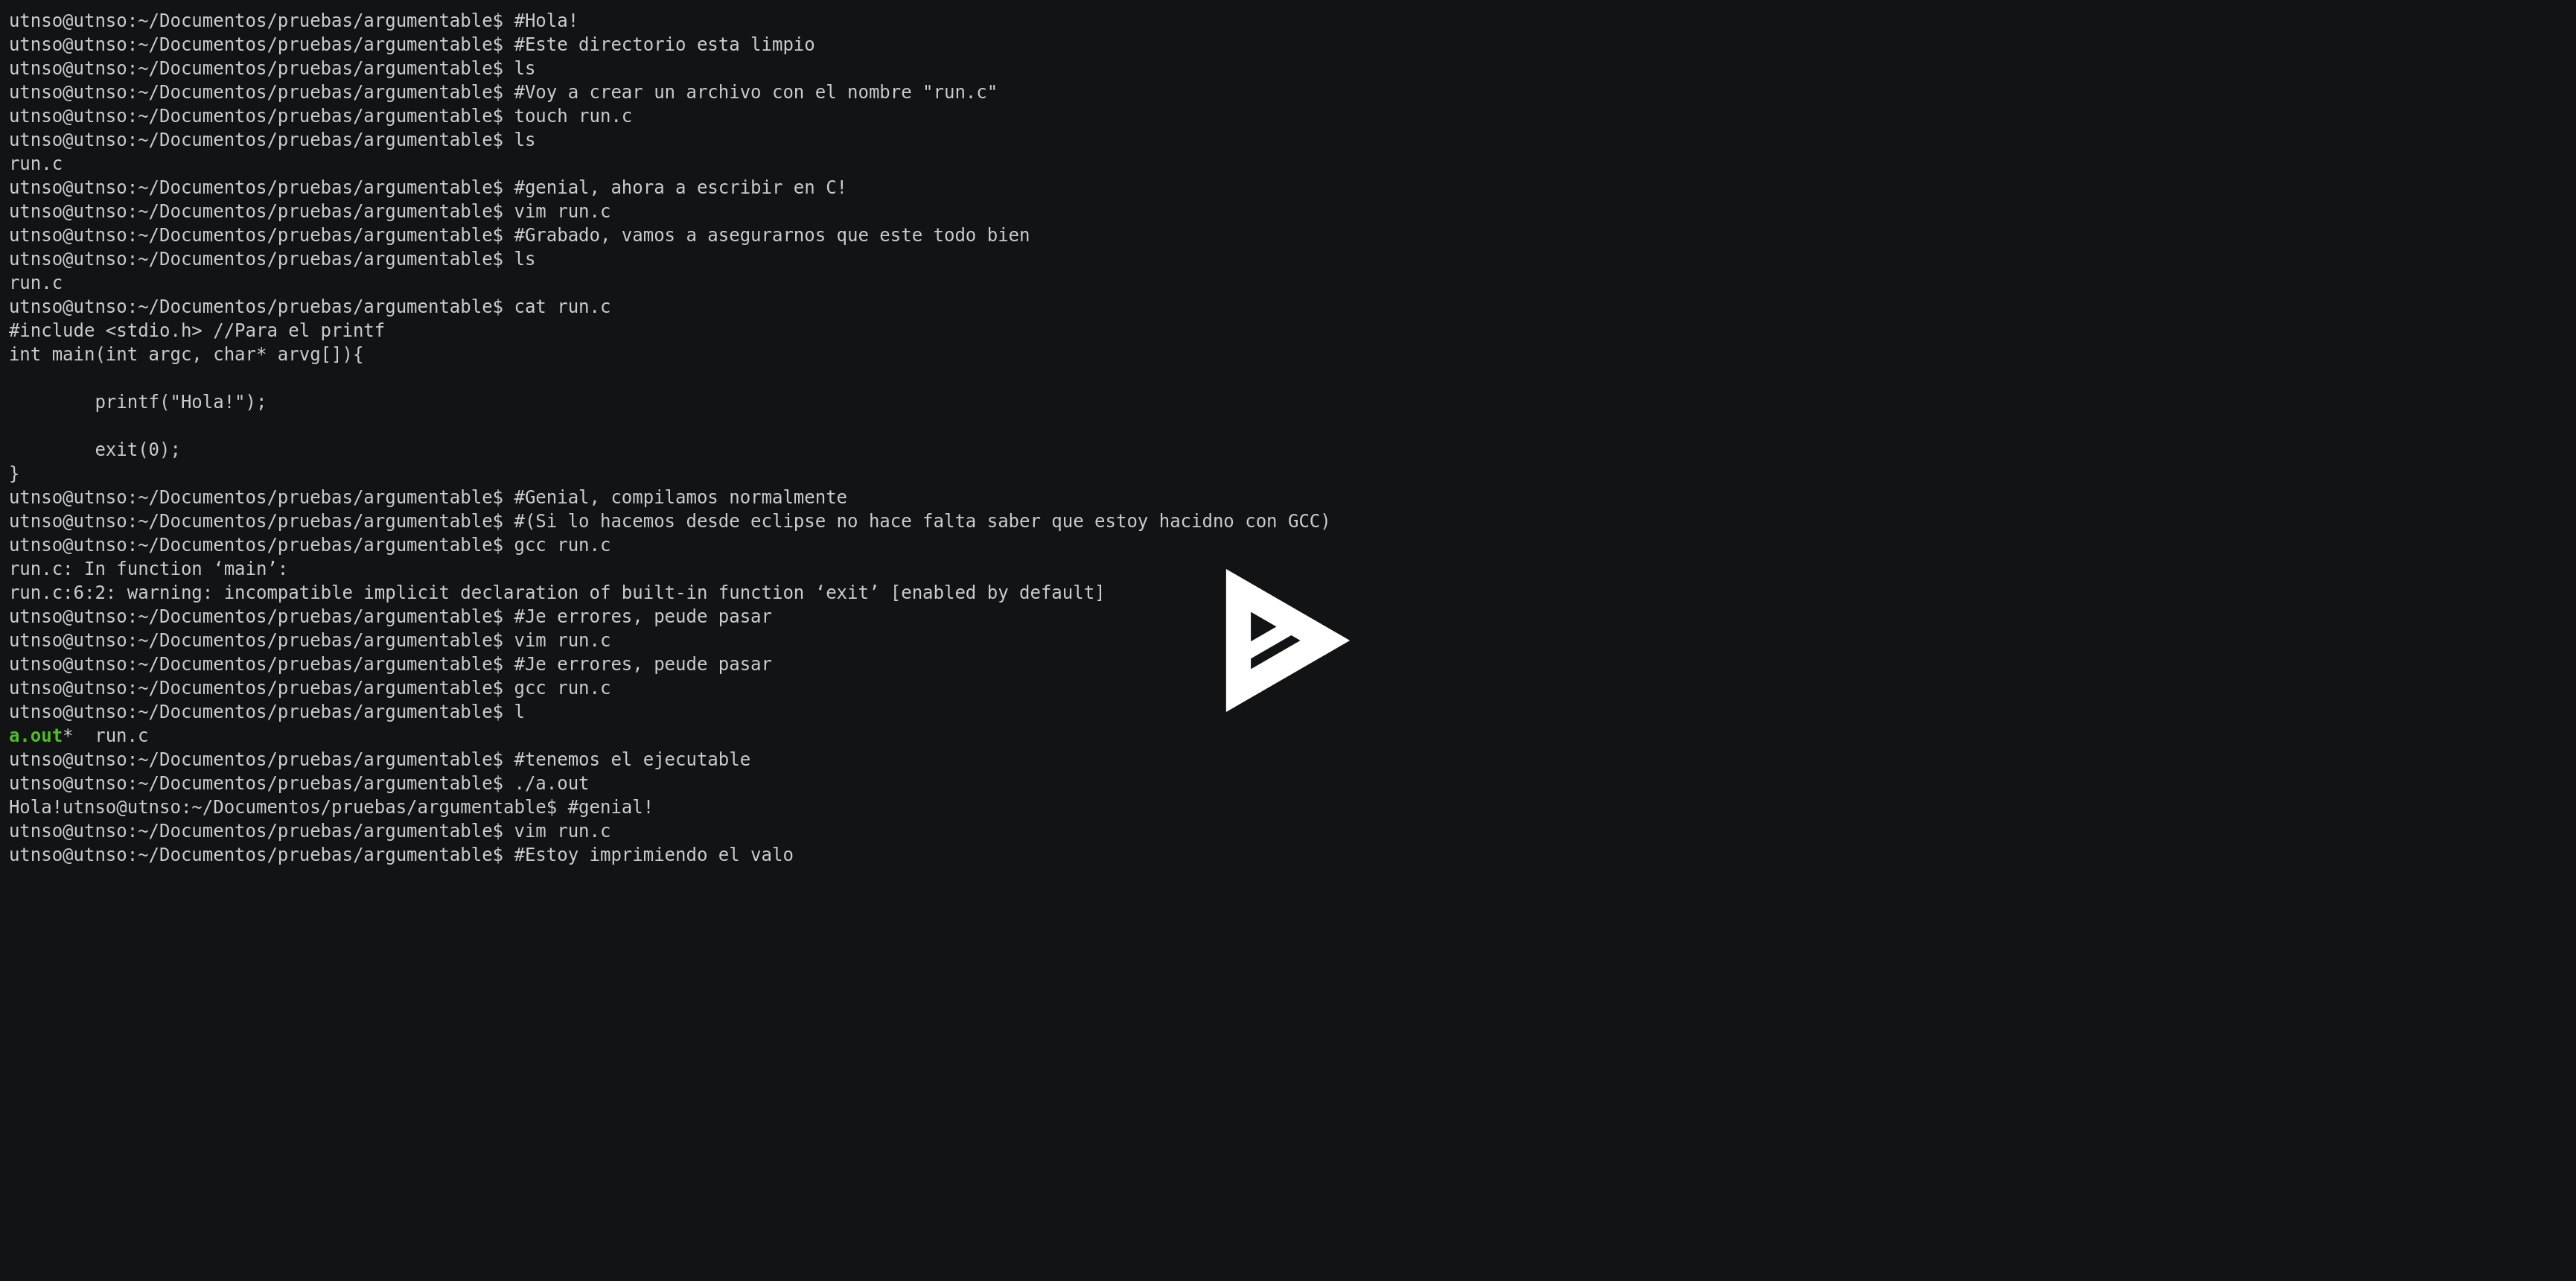 utnso@utnso:~/Documentos/pruebas/argumentable$ #Hola!
utnso@utnso:~/Documentos/pruebas/argumentable$ #Este directorio esta limpio
utnso@utnso:~/Documentos/pruebas/argumentable$ ls
utnso@utnso:~/Documentos/pruebas/argumentable$ #Voy a crear un archivo con el nombre "run.c"
utnso@utnso:~/Documentos/pruebas/argumentable$ touch run.c
utnso@utnso:~/Documentos/pruebas/argumentable$ ls
run.c
utnso@utnso:~/Documentos/pruebas/argumentable$ #genial, ahora a escribir en C!
utnso@utnso:~/Documentos/pruebas/argumentable$ vim run.c
utnso@utnso:~/Documentos/pruebas/argumentable$ #Grabado, vamos a asegurarnos que este todo bien
utnso@utnso:~/Documentos/pruebas/argumentable$ ls
run.c
utnso@utnso:~/Documentos/pruebas/argumentable$ cat run.c
#include <stdio.h> //Para el printf
int main(int argc, char* arvg[]){
        printf("Hola!");
        exit(0);
}
utnso@utnso:~/Documentos/pruebas/argumentable$ #Genial, compilamos normalmente
utnso@utnso:~/Documentos/pruebas/argumentable$ #(Si lo hacemos desde eclipse no hace falta saber que estoy hacidno con GCC)
utnso@utnso:~/Documentos/pruebas/argumentable$ gcc run.c
run.c: In function ‘main’:
run.c:6:2: warning: incompatible implicit declaration of built-in function ‘exit’ [enabled by default]
utnso@utnso:~/Documentos/pruebas/argumentable$ #Je errores, peude pasar
utnso@utnso:~/Documentos/pruebas/argumentable$ vim run.c
utnso@utnso:~/Documentos/pruebas/argumentable$ #Je errores, peude pasar
utnso@utnso:~/Documentos/pruebas/argumentable$ gcc run.c
utnso@utnso:~/Documentos/pruebas/argumentable$ l
a.out*  run.c
utnso@utnso:~/Documentos/pruebas/argumentable$ #tenemos el ejecutable
utnso@utnso:~/Documentos/pruebas/argumentable$ ./a.out
Hola!utnso@utnso:~/Documentos/pruebas/argumentable$ #genial!
utnso@utnso:~/Documentos/pruebas/argumentable$ vim run.c
utnso@utnso:~/Documentos/pruebas/argumentable$ #Estoy imprimiendo el valo